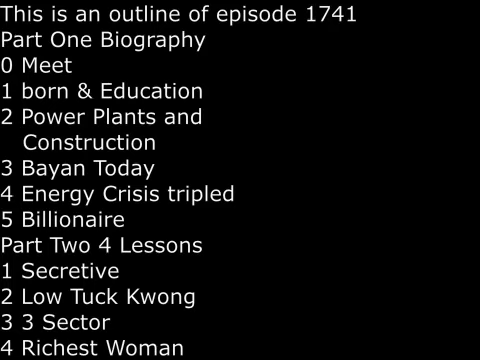 This is an outline of episode 1741
Part One Biography
0 Meet
1 born & Education
2 Power Plants and
Construction
3 Bayan Today
4 Energy Crisis tripled
5 Billionaire
Part Two 4 Lessons
1 Secretive
2 Low Tuck Kwong
3 3 Sector
4 Richest Woman